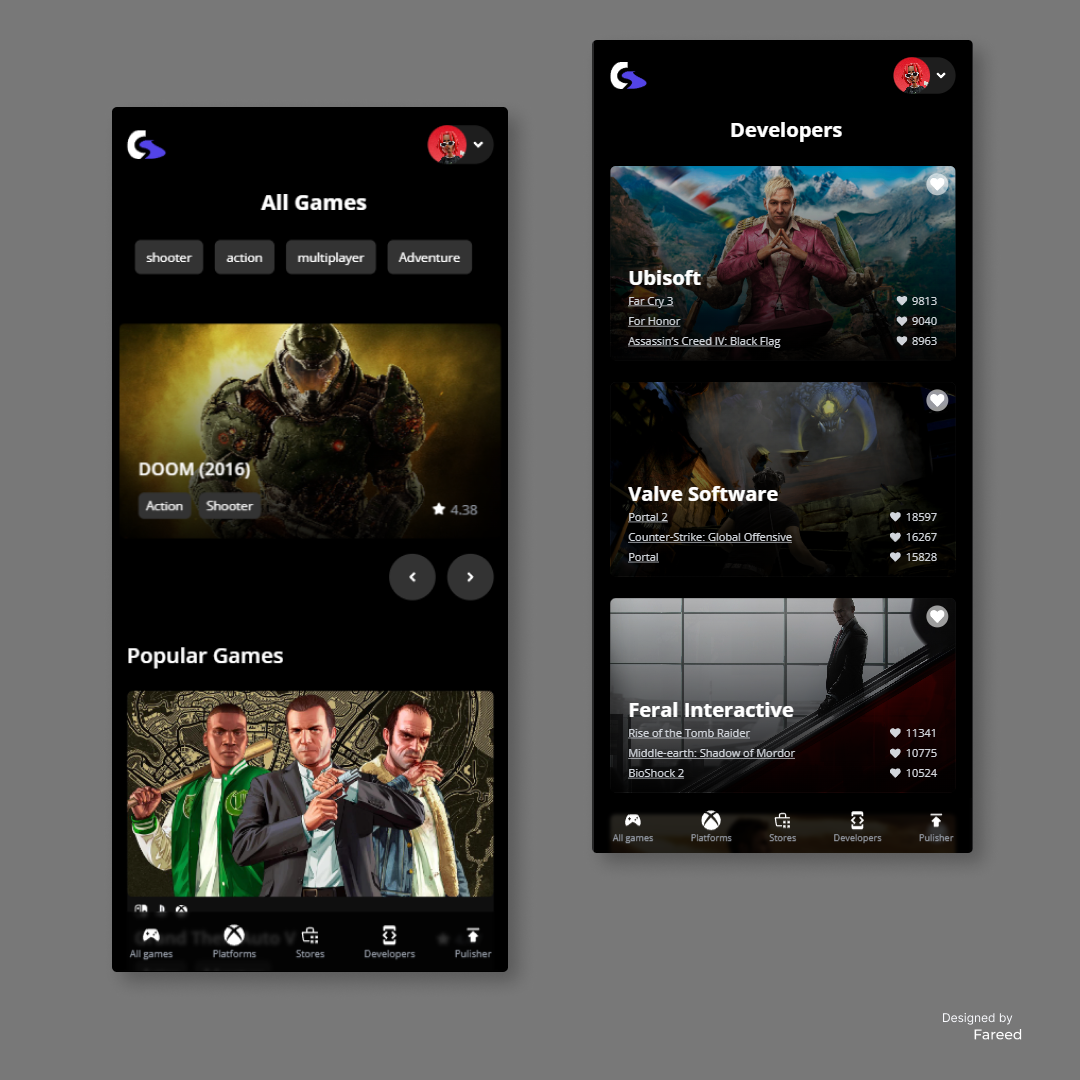 All Games
shooter action multiplayer Adventure
DOOM (2016)
Action Shooter 4.38
Popular Games
All games Platforms Stores Developers Pulisher
Developers
Ubisoft
Far Cry 3 9813
For Honor 9040
Assassin's Creed IV: Black Flag 8963
Valve Software
Portal 2 18597
Counter-Strike: Global Offensive 16267
Portal 15828
Feral Interactive
Rise of the Tomb Raider 11341
Middle-earth: Shadow of Mordor 10775
BioShock 2 10524
All games Platforms Stores Developers Pulisher
Designed by
Fareed